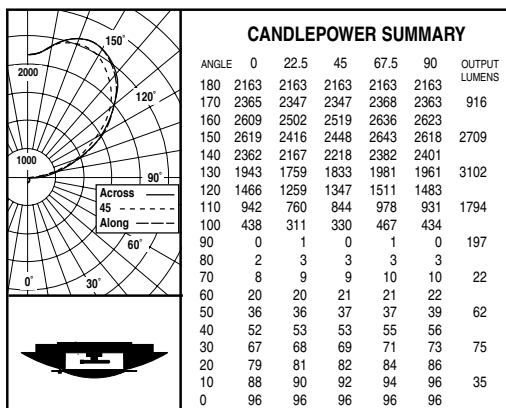 150°
2000
120°
1000
90°
Across
45
Along
60°
0°
30°
CANDLEPOWER SUMMARY
ANGLE 0 22.5 45 67.5 90 OUTPUT LUMENS
180 2163 2163 2163 2163 2163
170 2365 2347 2347 2368 2363 916
160 2609 2502 2519 2636 2623
150 2619 2416 2448 2643 2618 2709
140 2362 2167 2218 2382 2401
130 1943 1759 1833 1981 1961 3102
120 1466 1259 1347 1511 1483
110 942 760 844 978 931 1794
100 438 311 330 467 434
90 0 1 0 1 0 197
80 2 3 3 3 3
70 8 9 9 10 10 22
60 20 20 21 21 22
50 36 36 37 37 39 62
40 52 53 53 55 56
30 67 68 69 71 73 75
20 79 81 82 84 86
10 88 90 92 94 96 35
0 96 96 96 96 96